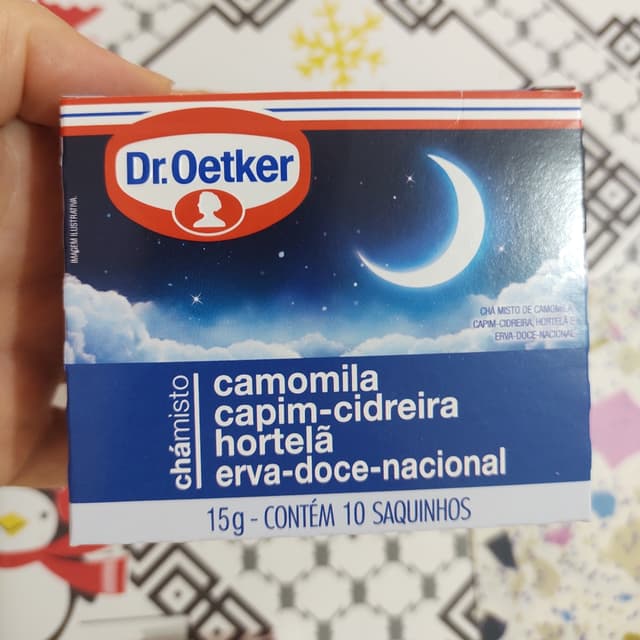 Dr.Oetker
IMAGEM ILUSTRATIVA
CHÁ MISTO DE CAMOMILA,
CAPIM-CIDREIRA, HORTELÃ E
ERVA-DOCE-NACIONAL
chámisto
camomila
capim-cidreira
hortelã
erva-doce-nacional
15g - CONTÉM 10 SAQUINHOS